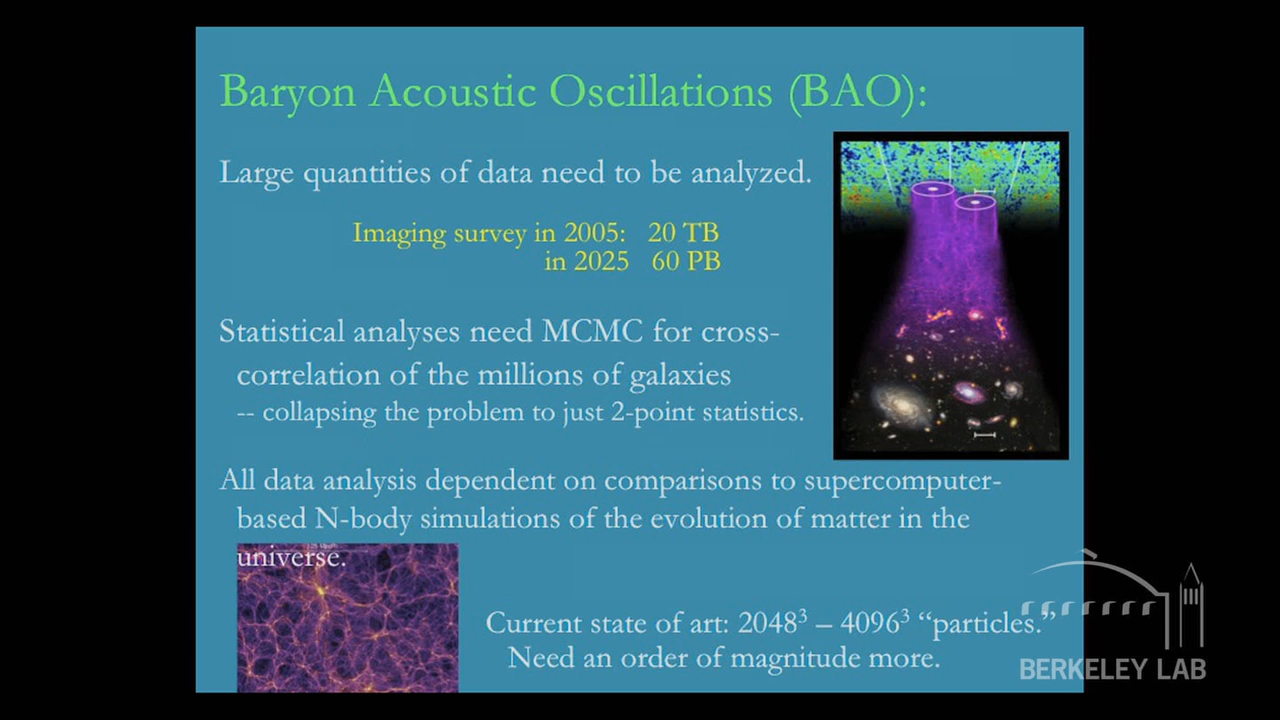 Baryon Acoustic Oscillations (BAO):
Large quantities of data need to be analyzed.
Imaging survey in 2005: 20 TB
in 2025 60 PB
Statistical analyses need MCMC for cross-
correlation of the millions of galaxies
-- collapsing the problem to just 2-point statistics.
All data analysis dependent on comparisons to supercomputer-
based N-body simulations of the evolution of matter in the
universe.
Current state of art: 2048³ – 4096³ “particles.”
Need an order of magnitude more.
BERKELEY LAB